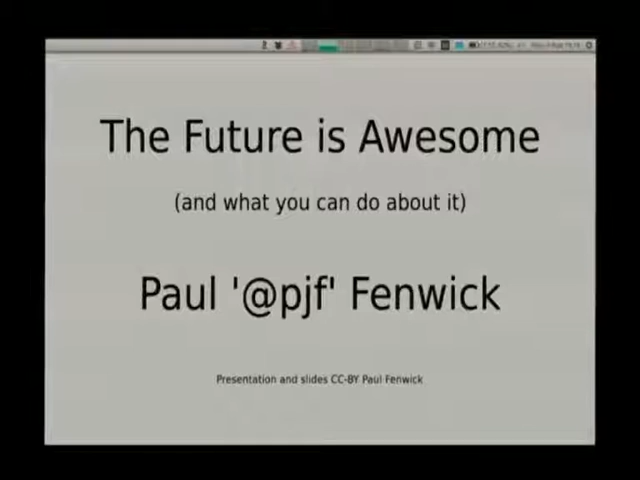 The Future is Awesome
(and what you can do about it)
Paul '@pjf' Fenwick
Presentation and slides CC-BY Paul Fenwick